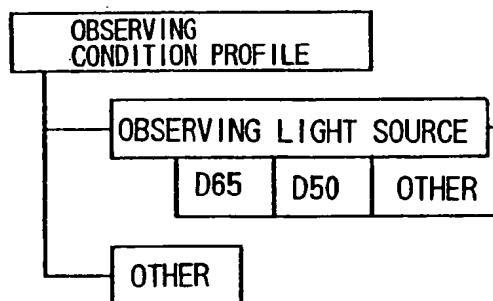 OBSERVING
CONDITION PROFILE
OBSERVING LIGHT SOURCE
D65 D50 OTHER
OTHER